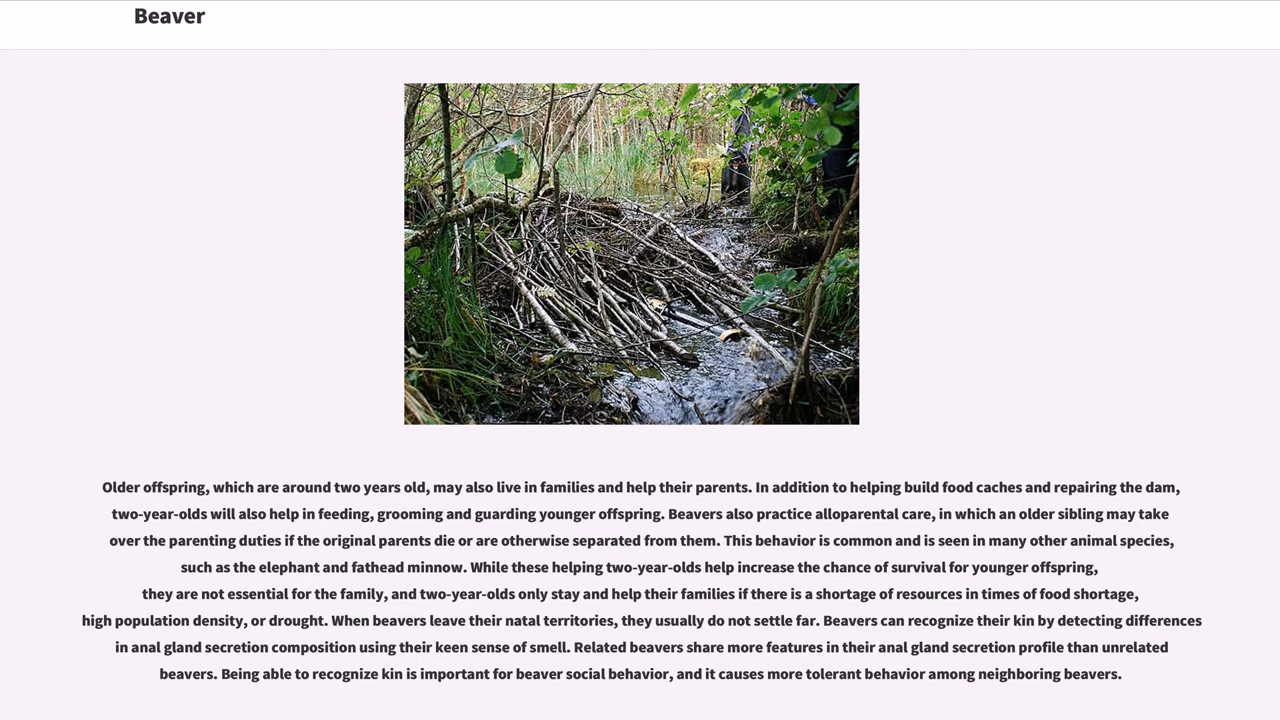 Beaver
Older offspring, which are around two years old, may also live in families and help their parents. In addition to helping build food caches and repairing the dam,
two-year-olds will also help in feeding, grooming and guarding younger offspring. Beavers also practice alloparental care, in which an older sibling may take
over the parenting duties if the original parents die or are otherwise separated from them. This behavior is common and is seen in many other animal species,
such as the elephant and fathead minnow. While these helping two-year-olds help increase the chance of survival for younger offspring,
they are not essential for the family, and two-year-olds only stay and help their families if there is a shortage of resources in times of food shortage,
high population density, or drought. When beavers leave their natal territories, they usually do not settle far. Beavers can recognize their kin by detecting differences
in anal gland secretion composition using their keen sense of smell. Related beavers share more features in their anal gland secretion profile than unrelated
beavers. Being able to recognize kin is important for beaver social behavior, and it causes more tolerant behavior among neighboring beavers.